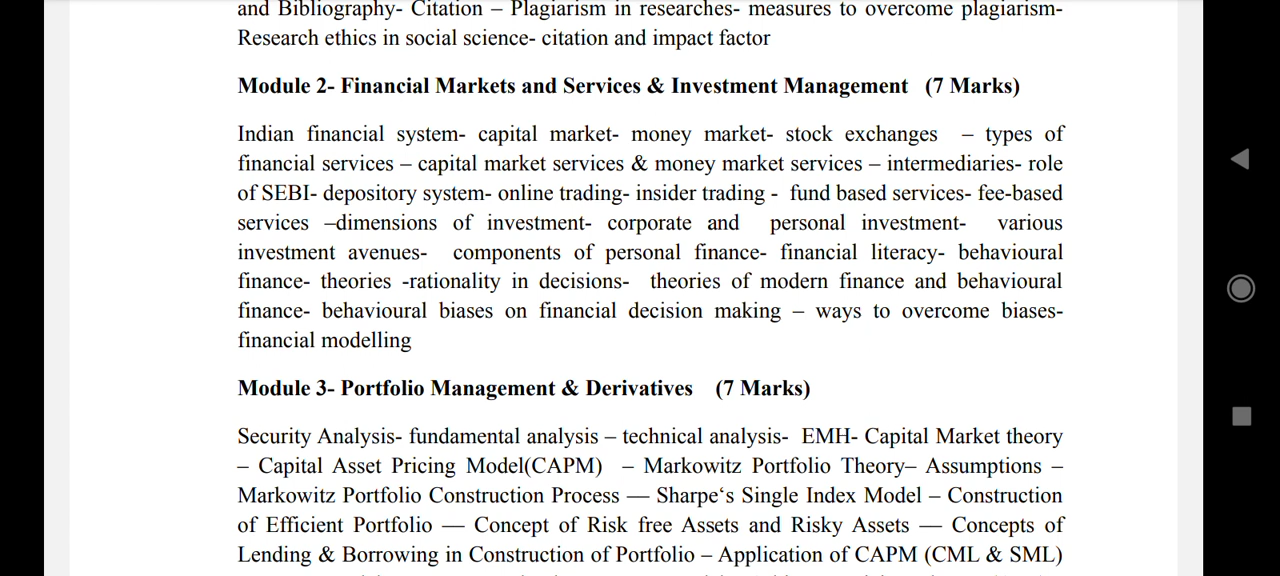 and Bibliography- Citation – Plagiarism in researches- measures to overcome plagiarism-
Research ethics in social science- citation and impact factor
Module 2- Financial Markets and Services & Investment Management (7 Marks)
Indian financial system- capital market- money market- stock exchanges – types of
financial services – capital market services & money market services – intermediaries- role
of SEBI- depository system- online trading- insider trading - fund based services- fee-based
services –dimensions of investment- corporate and personal investment- various
investment avenues- components of personal finance- financial literacy- behavioural
finance- theories -rationality in decisions- theories of modern finance and behavioural
finance- behavioural biases on financial decision making – ways to overcome biases-
financial modelling
Module 3- Portfolio Management & Derivatives (7 Marks)
Security Analysis- fundamental analysis – technical analysis- EMH- Capital Market theory
– Capital Asset Pricing Model(CAPM) – Markowitz Portfolio Theory– Assumptions –
Markowitz Portfolio Construction Process — Sharpe‘s Single Index Model – Construction
of Efficient Portfolio — Concept of Risk free Assets and Risky Assets — Concepts of
Lending & Borrowing in Construction of Portfolio – Application of CAPM (CML & SML)